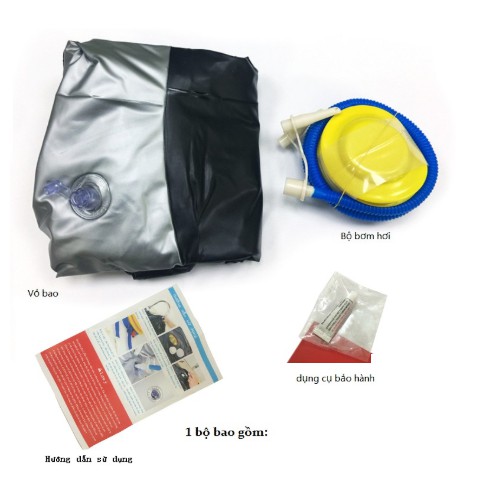 Bộ bơm hơi
Vỏ bao
dụng cụ bảo hành
1 bộ bao gồm:
Hướng dẫn sử dụng